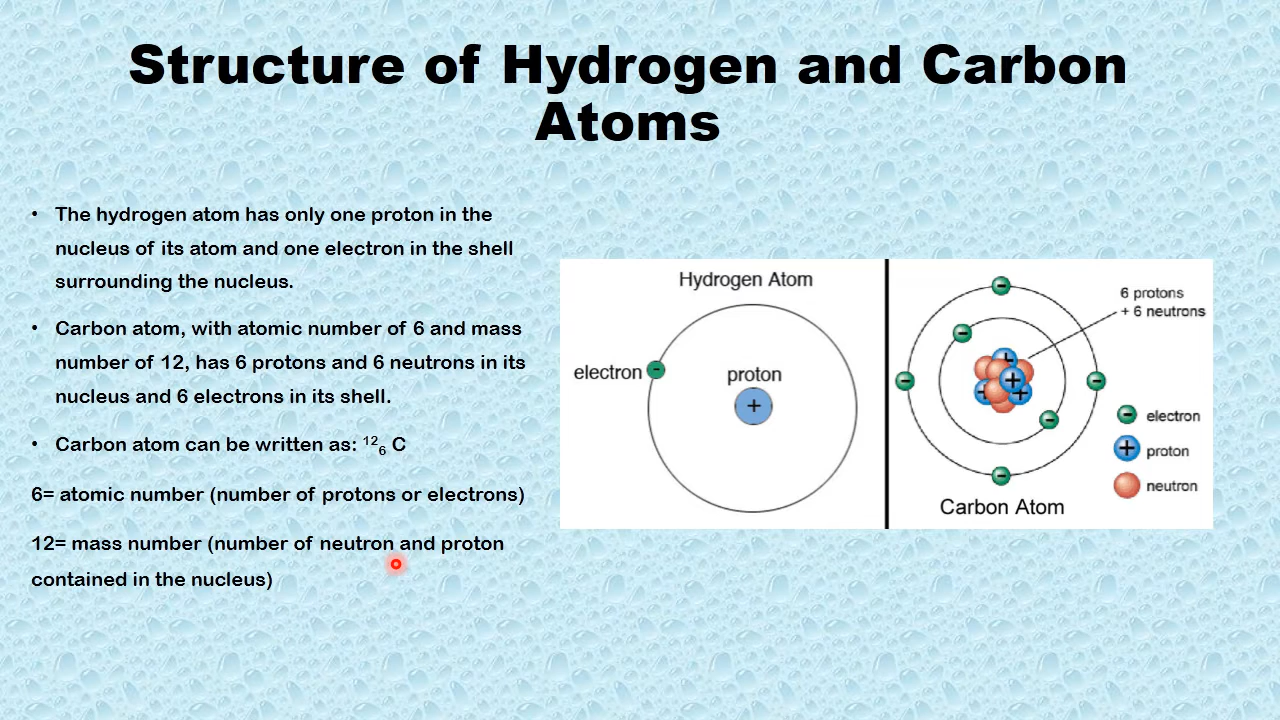 Structure of Hydrogen and Carbon
Atoms
• The hydrogen atom has only one proton in the
nucleus of its atom and one electron in the shell
surrounding the nucleus.
• Carbon atom, with atomic number of 6 and mass
number of 12, has 6 protons and 6 neutrons in its
nucleus and 6 electrons in its shell.
• Carbon atom can be written as: ¹²₆ C
6= atomic number (number of protons or electrons)
12= mass number (number of neutron and proton
contained in the nucleus)
Hydrogen Atom
electron
proton
6 protons
+ 6 neutrons
electron
proton
neutron
Carbon Atom